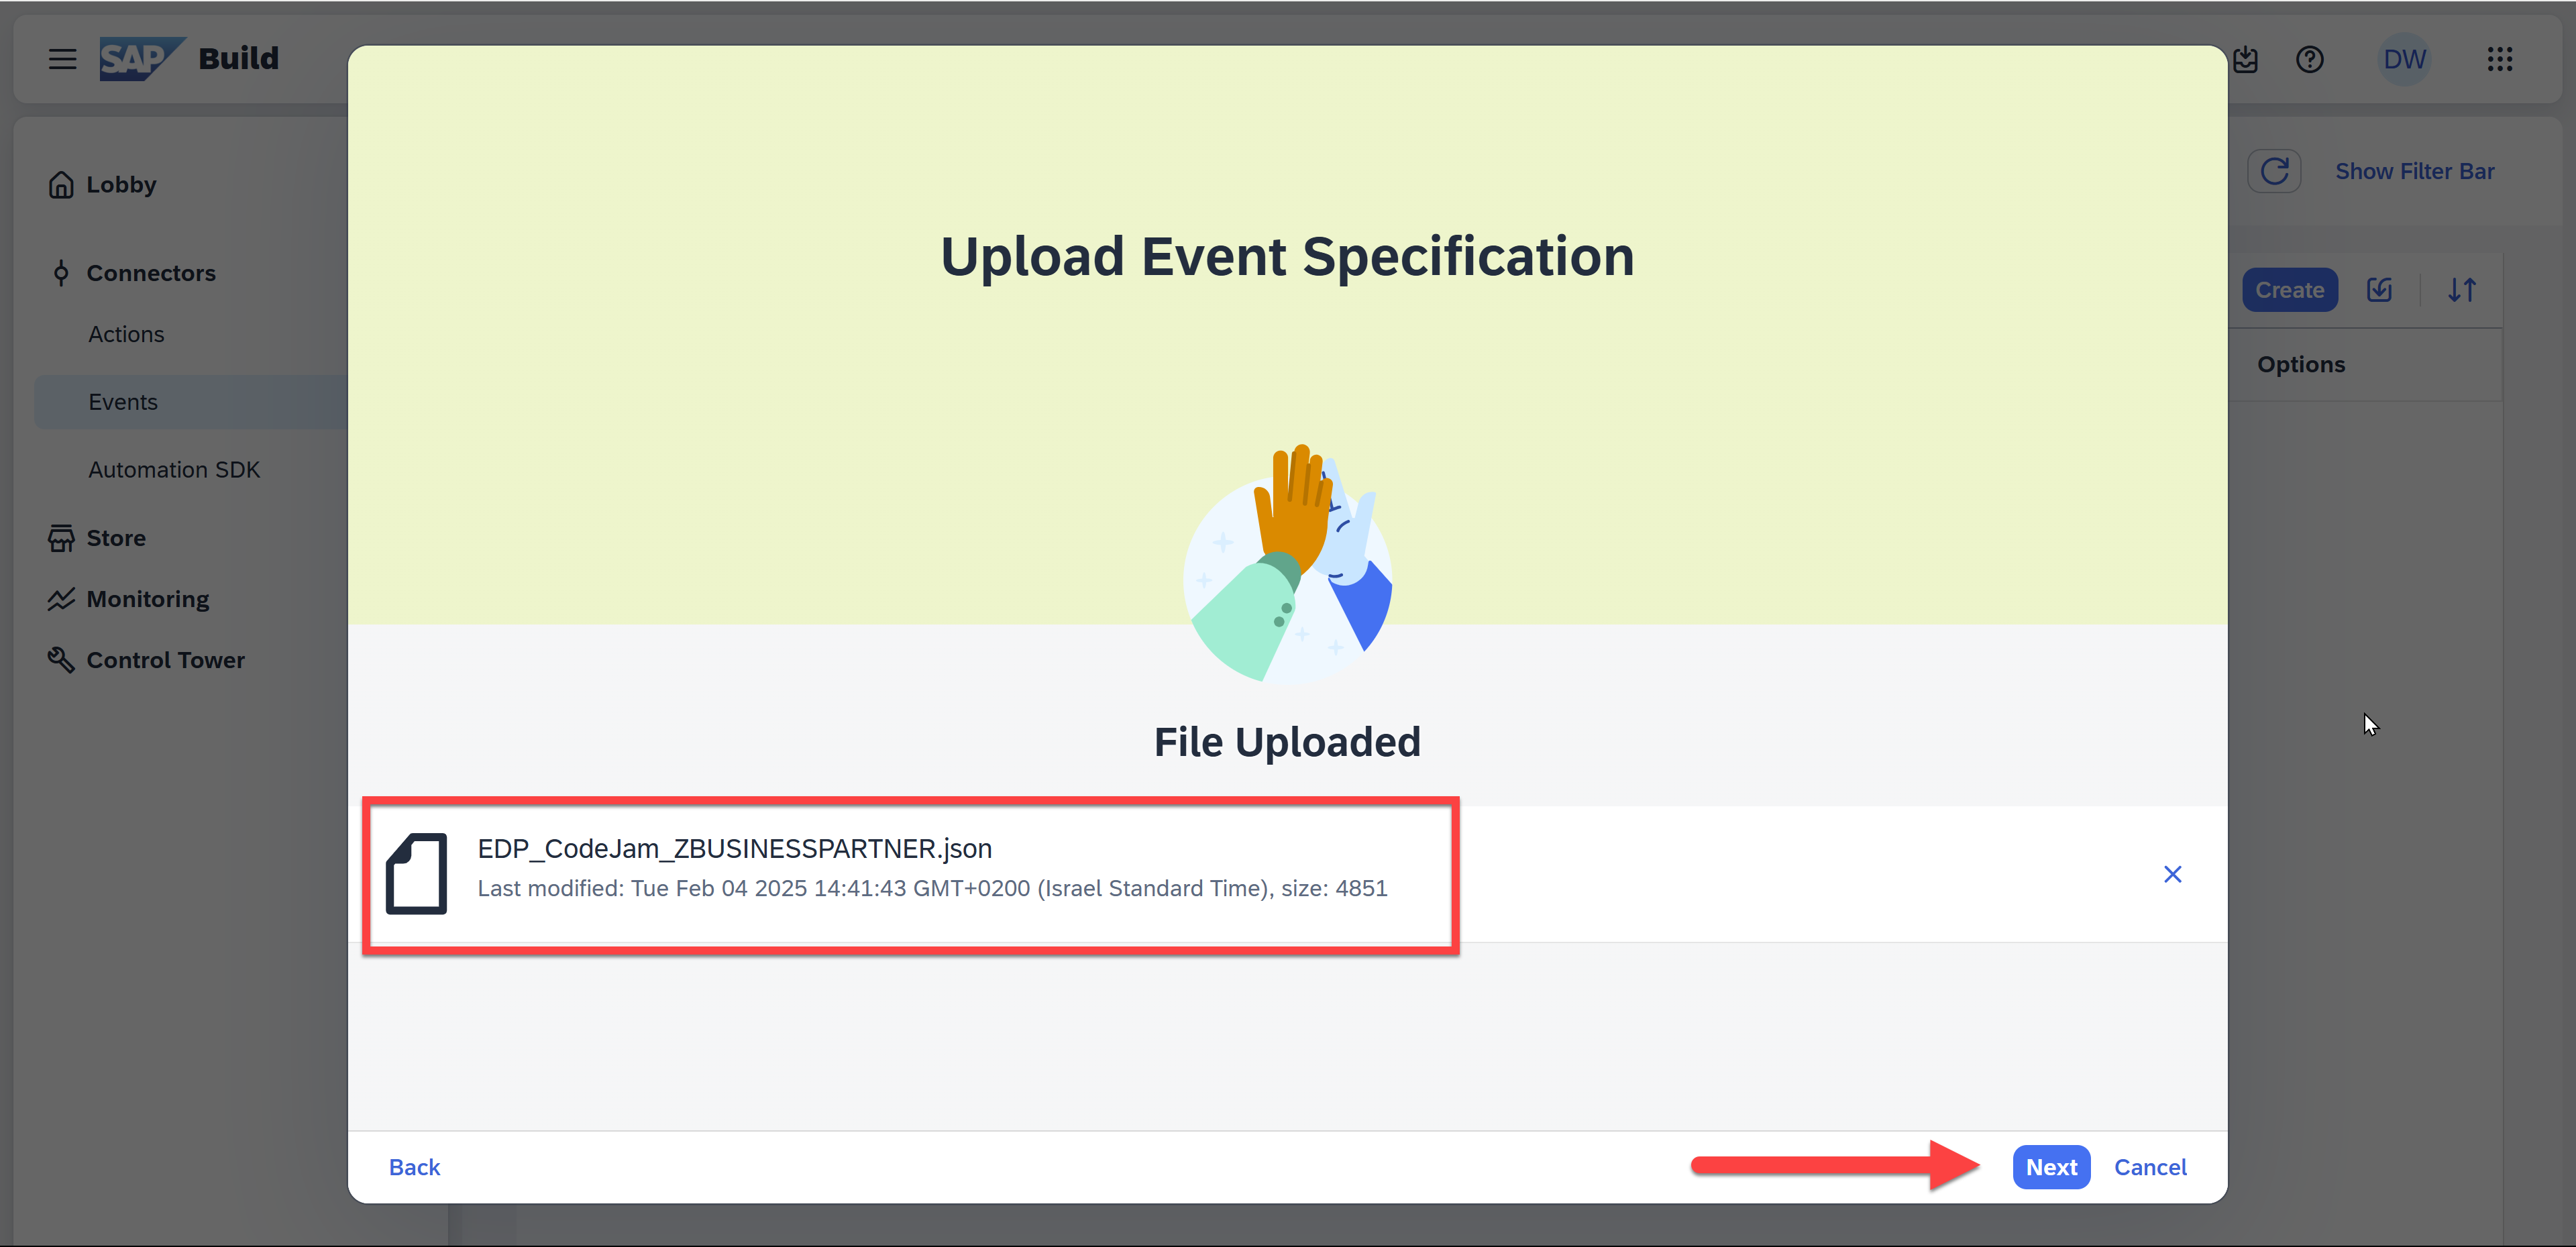 SAP Build
DW
Lobby
Show Filter Bar
Connectors
Actions
Events
Automation SDK
Store
Monitoring
Control Tower
Create
Options
Upload Event Specification
File Uploaded
EDP_CodeJam_ZBUSINESSPARTNER.json
Last modified: Tue Feb 04 2025 14:41:43 GMT+0200 (Israel Standard Time), size: 4851
Back
Next
Cancel